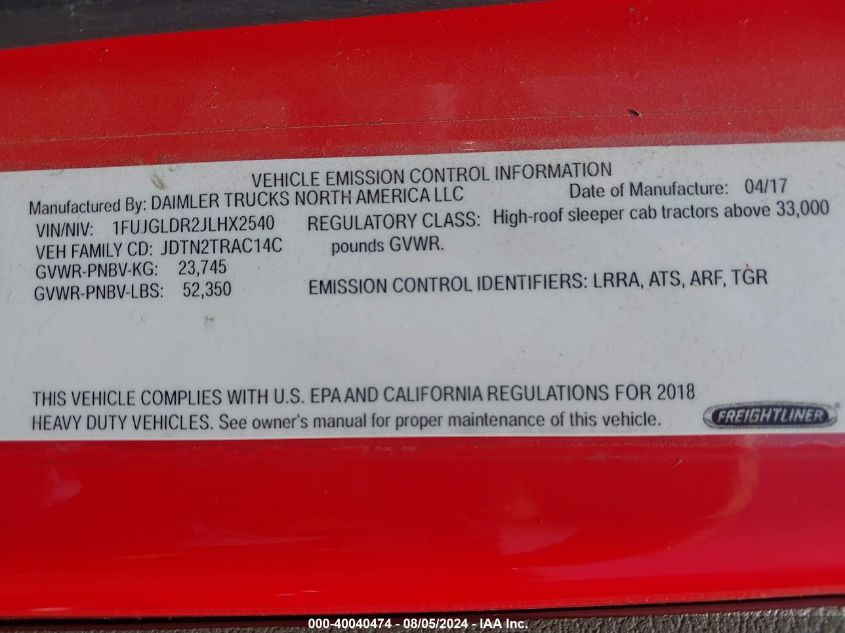 VEHICLE EMISSION CONTROL INFORMATION
Manufactured By: DAIMLER TRUCKS NORTH AMERICA LLC Date of Manufacture: 04/17
VIN/NIV: 1FUJGLDR2JLHX2540 REGULATORY CLASS: High-roof sleeper cab tractors above 33,000
VEH FAMILY CD: JDTN2TRAC14C pounds GVWR.
GVWR-PNBV-KG: 23,745
GVWR-PNBV-LBS: 52,350 EMISSION CONTROL IDENTIFIERS: LRRA, ATS, ARF, TGR
THIS VEHICLE COMPLIES WITH U.S. EPA AND CALIFORNIA REGULATIONS FOR 2018
HEAVY DUTY VEHICLES. See owner's manual for proper maintenance of this vehicle.
FREIGHTLINER
000-40040474 - 08/05/2024 - IAA Inc.